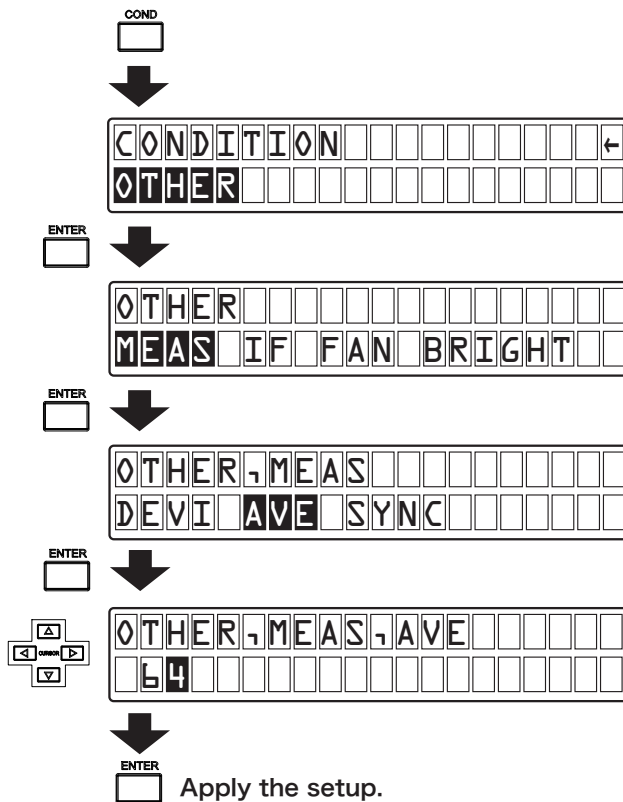 COND
CONDITION ←
OTHER
ENTER
OTHER
MEAS IF FAN BRIGHT
ENTER
OTHER,MEAS
DEVI AVE SYNC
ENTER
CURSOR
OTHER,MEAS,AVE
64
ENTER
Apply the setup.